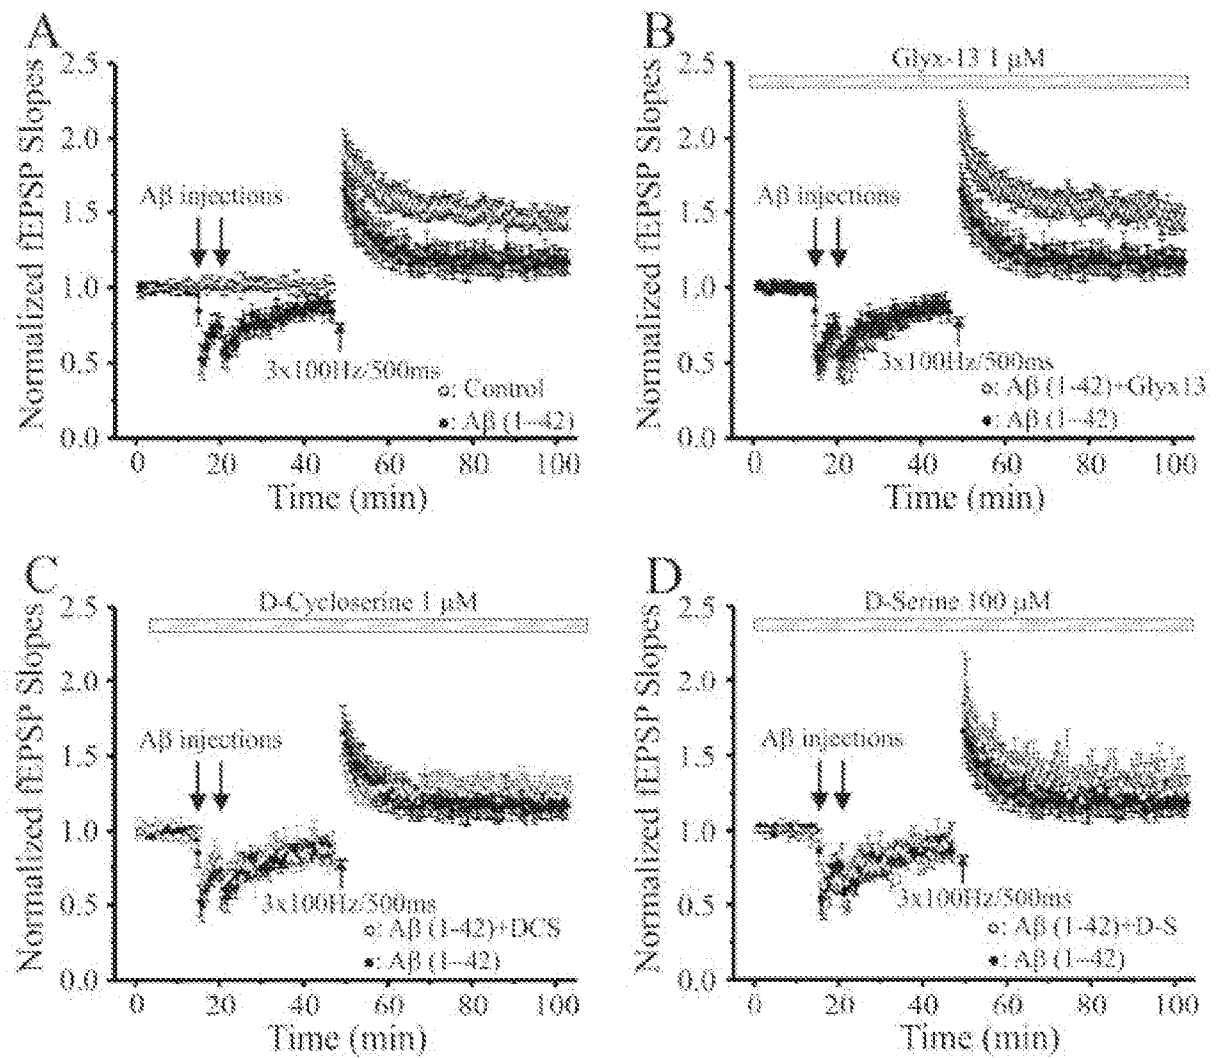 A
Normalized fEPSP Slopes
2.5
2.0
1.5
1.0
0.5
0.0
Aβ injections
3x100Hz/500ms
o: Control
•: Aβ (1–42)
0 20 40 60 80 100
Time (min)
B
Normalized fEPSP Slopes
2.5
2.0
1.5
1.0
0.5
0.0
Glyx-13 1 μM
Aβ injections
3x100Hz/500ms
o: Aβ (1-42)+Glyx13
•: Aβ (1–42)
0 20 40 60 80 100
Time (min)
C
Normalized fEPSP Slopes
2.5
2.0
1.5
1.0
0.5
0.0
D-Cycloserine 1 μM
Aβ injections
3x100Hz/500ms
o: Aβ (1-42)+DCS
•: Aβ (1–42)
0 20 40 60 80 100
Time (min)
D
Normalized fEPSP Slopes
2.5
2.0
1.5
1.0
0.5
0.0
D-Serine 100 μM
Aβ injections
3x100Hz/500ms
o: Aβ (1-42)+D-S
•: Aβ (1–42)
0 20 40 60 80 100
Time (min)